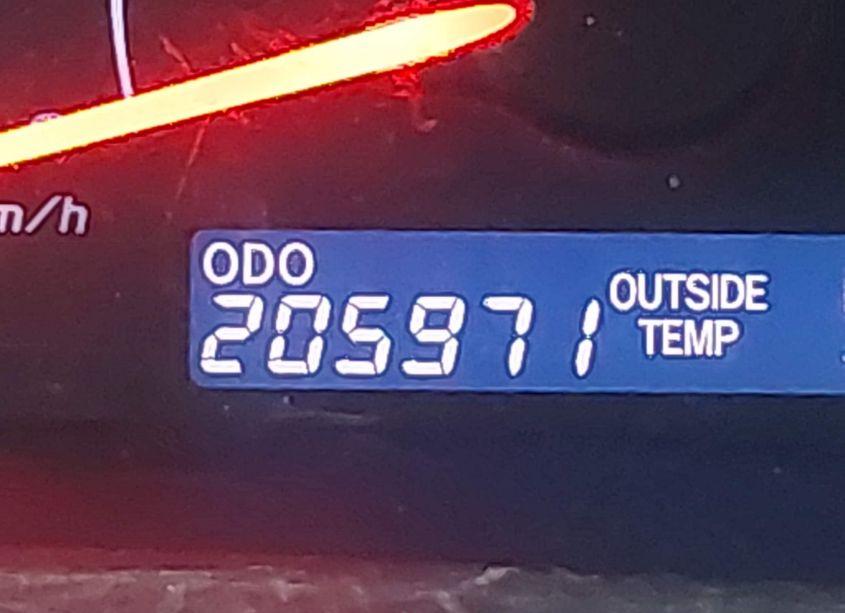 m/h
ODO
205971
OUTSIDE
TEMP